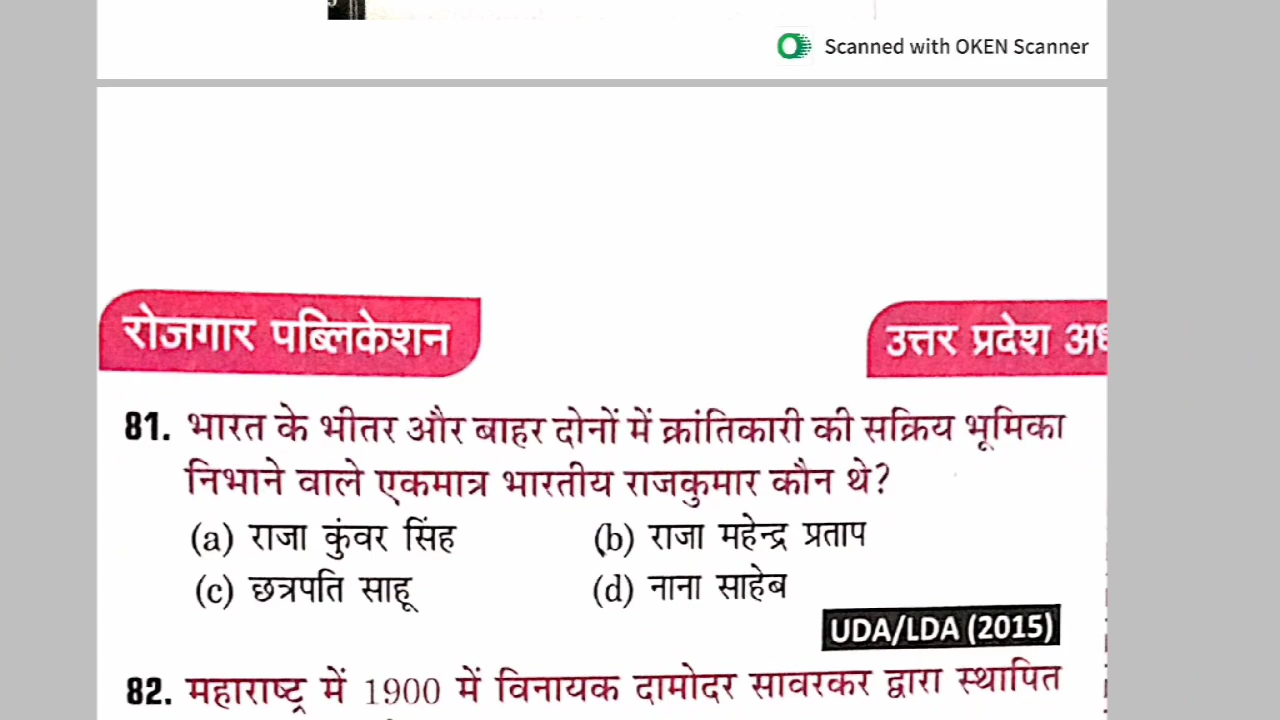 Scanned with OKEN Scanner
रोजगार पब्लिकेशन
उत्तर प्रदेश
81. भारत के भीतर और बाहर दोनों में क्रांतिकारी की सक्रिय भूमिका
निभाने वाले एकमात्र भारतीय राजकुमार कौन थे?
(a) राजा कुंवर सिंह (b) राजा महेन्द्र प्रताप
(c) छत्रपति साहू (d) नाना साहेब
UDA/LDA (2015)
82. महाराष्ट्र में 1900 में विनायक दामोदर सावरकर द्वारा स्थापित